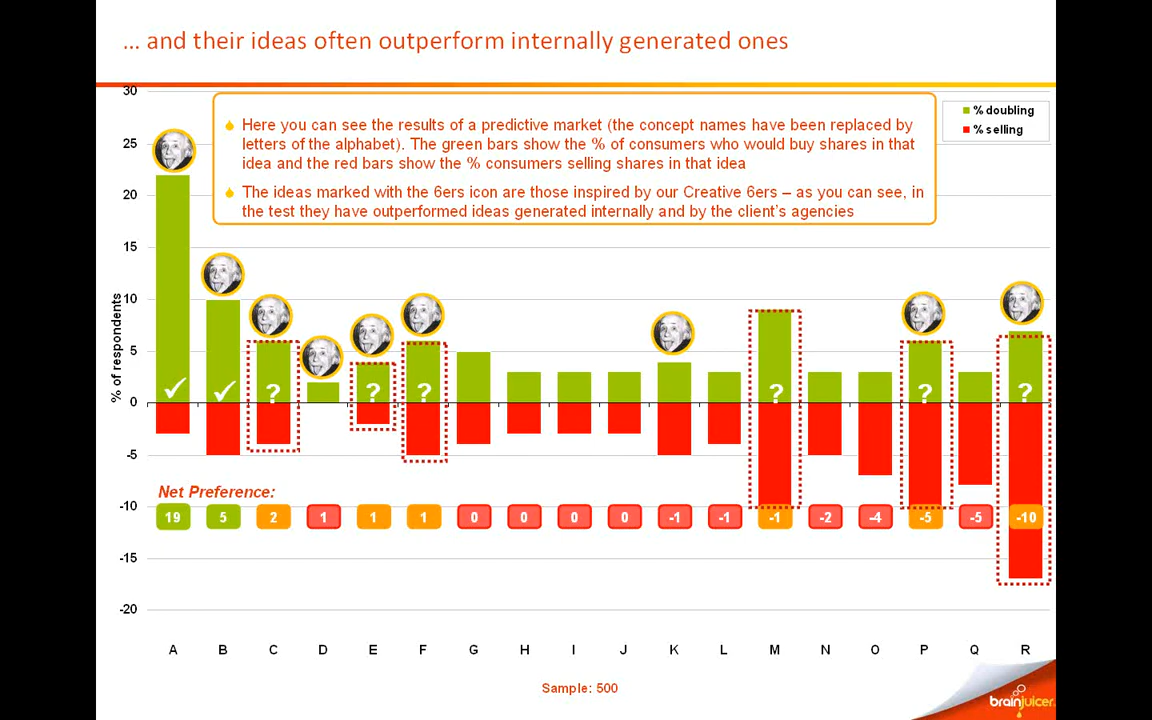 … and their ideas often outperform internally generated ones
30
25
20
15
10
5
0
-5
-10
-15
-20
% of respondents
Here you can see the results of a predictive market (the concept names have been replaced by
letters of the alphabet). The green bars show the % of consumers who would buy shares in that
idea and the red bars show the % consumers selling shares in that idea
The ideas marked with the 6ers icon are those inspired by our Creative 6ers – as you can see, in
the test they have outperformed ideas generated internally and by the client's agencies
% doubling
% selling
? ? ? ? ? ?
Net Preference:
19 5 2 1 1 1 0 0 0 0 -1 -1 -1 -2 -4 -5 -5 -10
A B C D E F G H I J K L M N O P Q R
Sample: 500
brainjuicer.